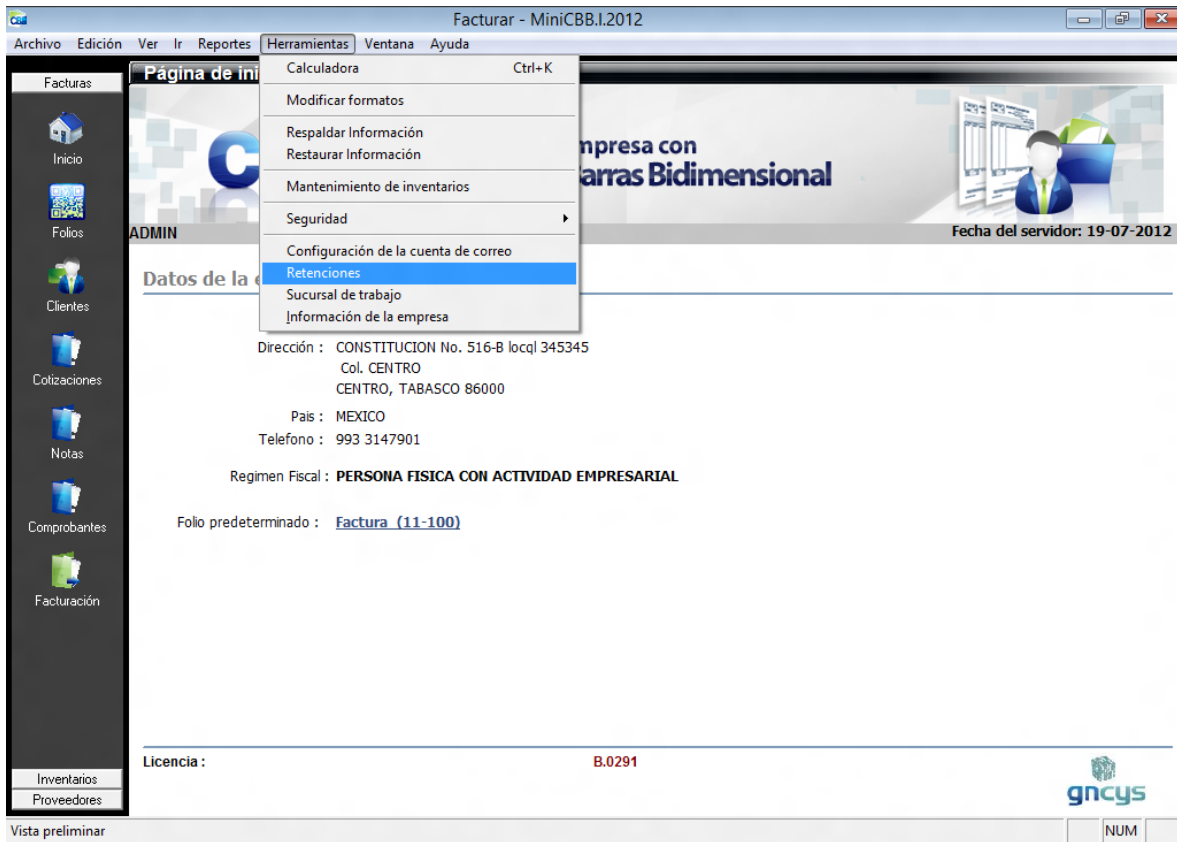 CBB
Facturar - MiniCBB.I.2012
Archivo Edición Ver Ir Reportes Herramientas Ventana Ayuda
Facturas
Página de ini
Calculadora Ctrl+K
Modificar formatos
Respaldar Información
Restaurar Información
Mantenimiento de inventarios
Seguridad
Configuración de la cuenta de correo
Retenciones
Sucursal de trabajo
Información de la empresa
C
mpresa con
arras Bidimensional
ADMIN
Fecha del servidor: 19-07-2012
Inicio
Folios
Clientes
Cotizaciones
Notas
Comprobantes
Facturación
Inventarios
Proveedores
Datos de la e
Dirección : CONSTITUCION No. 516-B locql 345345
Col. CENTRO
CENTRO, TABASCO 86000
Pais : MEXICO
Telefono : 993 3147901
Regimen Fiscal : PERSONA FISICA CON ACTIVIDAD EMPRESARIAL
Folio predeterminado : Factura (11-100)
Licencia : B.0291
gncys
Vista preliminar
NUM